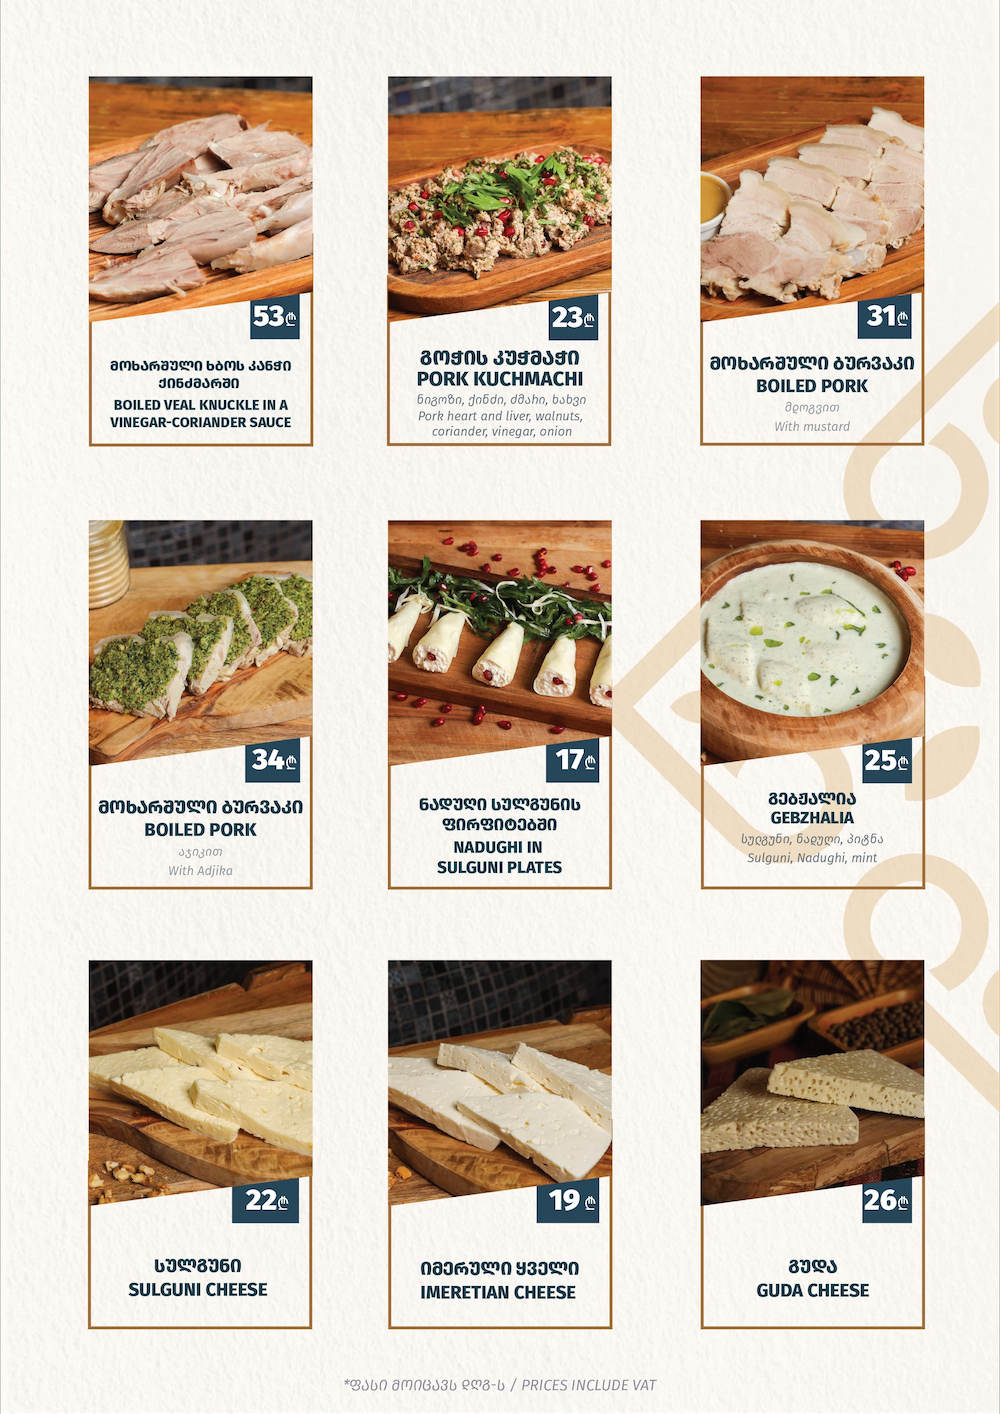 53₾
მოხარშული ხბოს კანჭი
ქინძმარში
BOILED VEAL KNUCKLE IN A
VINEGAR-CORIANDER SAUCE
23₾
გოჭის კუჭმაჭი
PORK KUCHMACHI
ნიგოზი, ქინძი, ძმარი, ხახვი
Pork heart and liver, walnuts,
coriander, vinegar, onion
31₾
მოხარშული ბურვაკი
BOILED PORK
მდოგვით
With mustard
34₾
მოხარშული ბურვაკი
BOILED PORK
აჯიკით
With Adjika
17₾
ნადუღი სულგუნის
ფირფიტებში
NADUGHI IN
SULGUNI PLATES
25₾
გებჟალია
GEBZHALIA
სულგუნი, ნადუღი, პიტნა
Sulguni, Nadughi, mint
22₾
სულგუნი
SULGUNI CHEESE
19₾
იმერული ყველი
IMERETIAN CHEESE
26₾
გუდა
GUDA CHEESE
*ფასი მოიცავს დღგ-ს / PRICES INCLUDE VAT